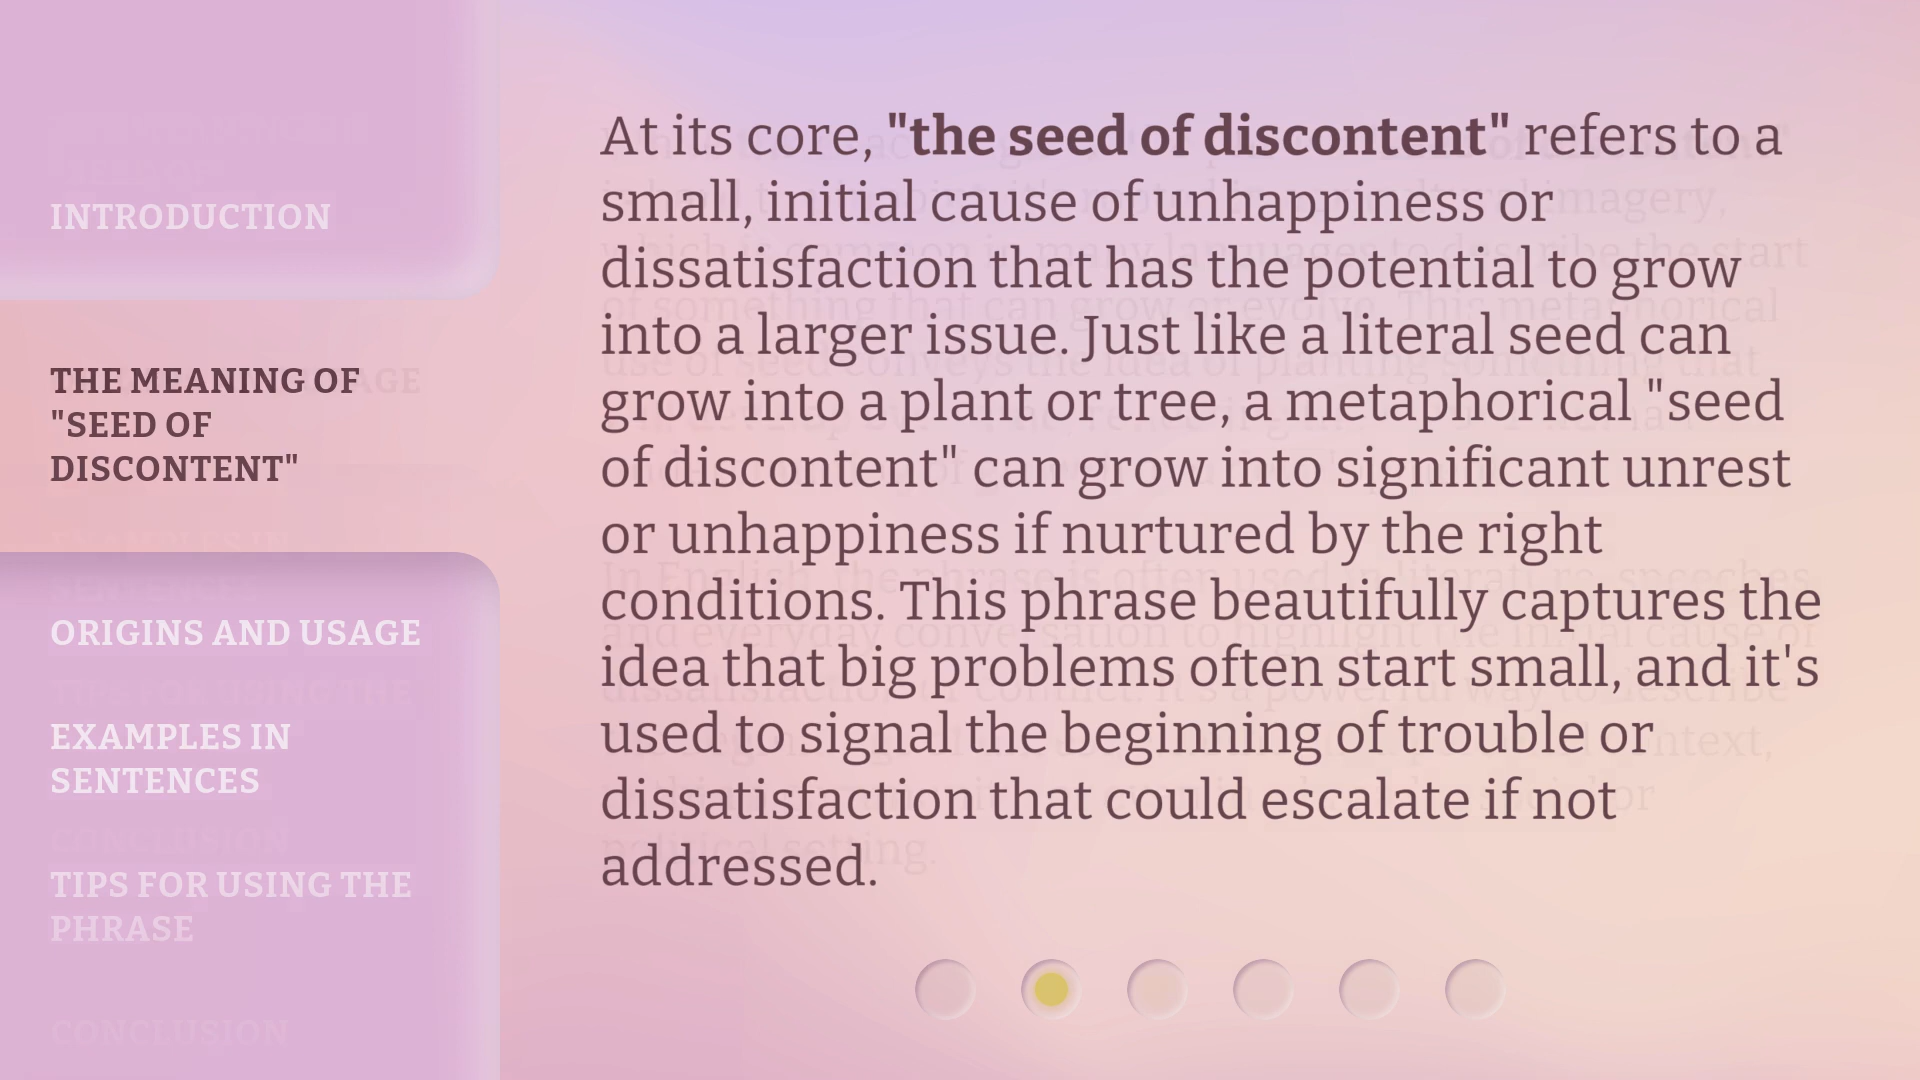 INTRODUCTION
THE MEANING OF
"SEED OF
DISCONTENT"
ORIGINS AND USAGE
EXAMPLES IN
SENTENCES
TIPS FOR USING THE
PHRASE
CONCLUSION
At its core, "the seed of discontent" refers to a
small, initial cause of unhappiness or
dissatisfaction that has the potential to grow
into a larger issue. Just like a literal seed can
grow into a plant or tree, a metaphorical "seed
of discontent" can grow into significant unrest
or unhappiness if nurtured by the right
conditions. This phrase beautifully captures the
idea that big problems often start small, and it's
used to signal the beginning of trouble or
dissatisfaction that could escalate if not
addressed.